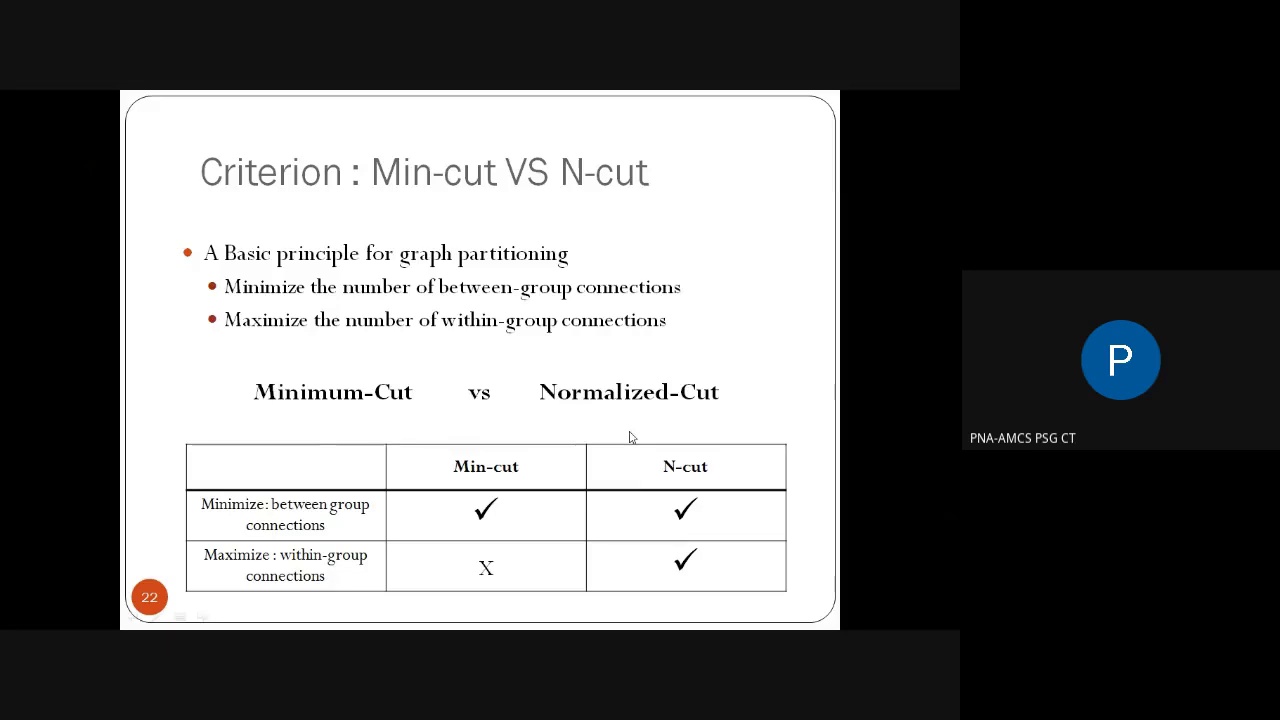 Criterion : Min-cut VS N-cut
A Basic principle for graph partitioning
Minimize the number of between-group connections
Maximize the number of within-group connections
Minimum-Cut vs Normalized-Cut
Min-cut N-cut
Minimize: between group
connections
✓ ✓
Maximize : within-group
connections
X ✓
22
P
PNA-AMCS PSG CT